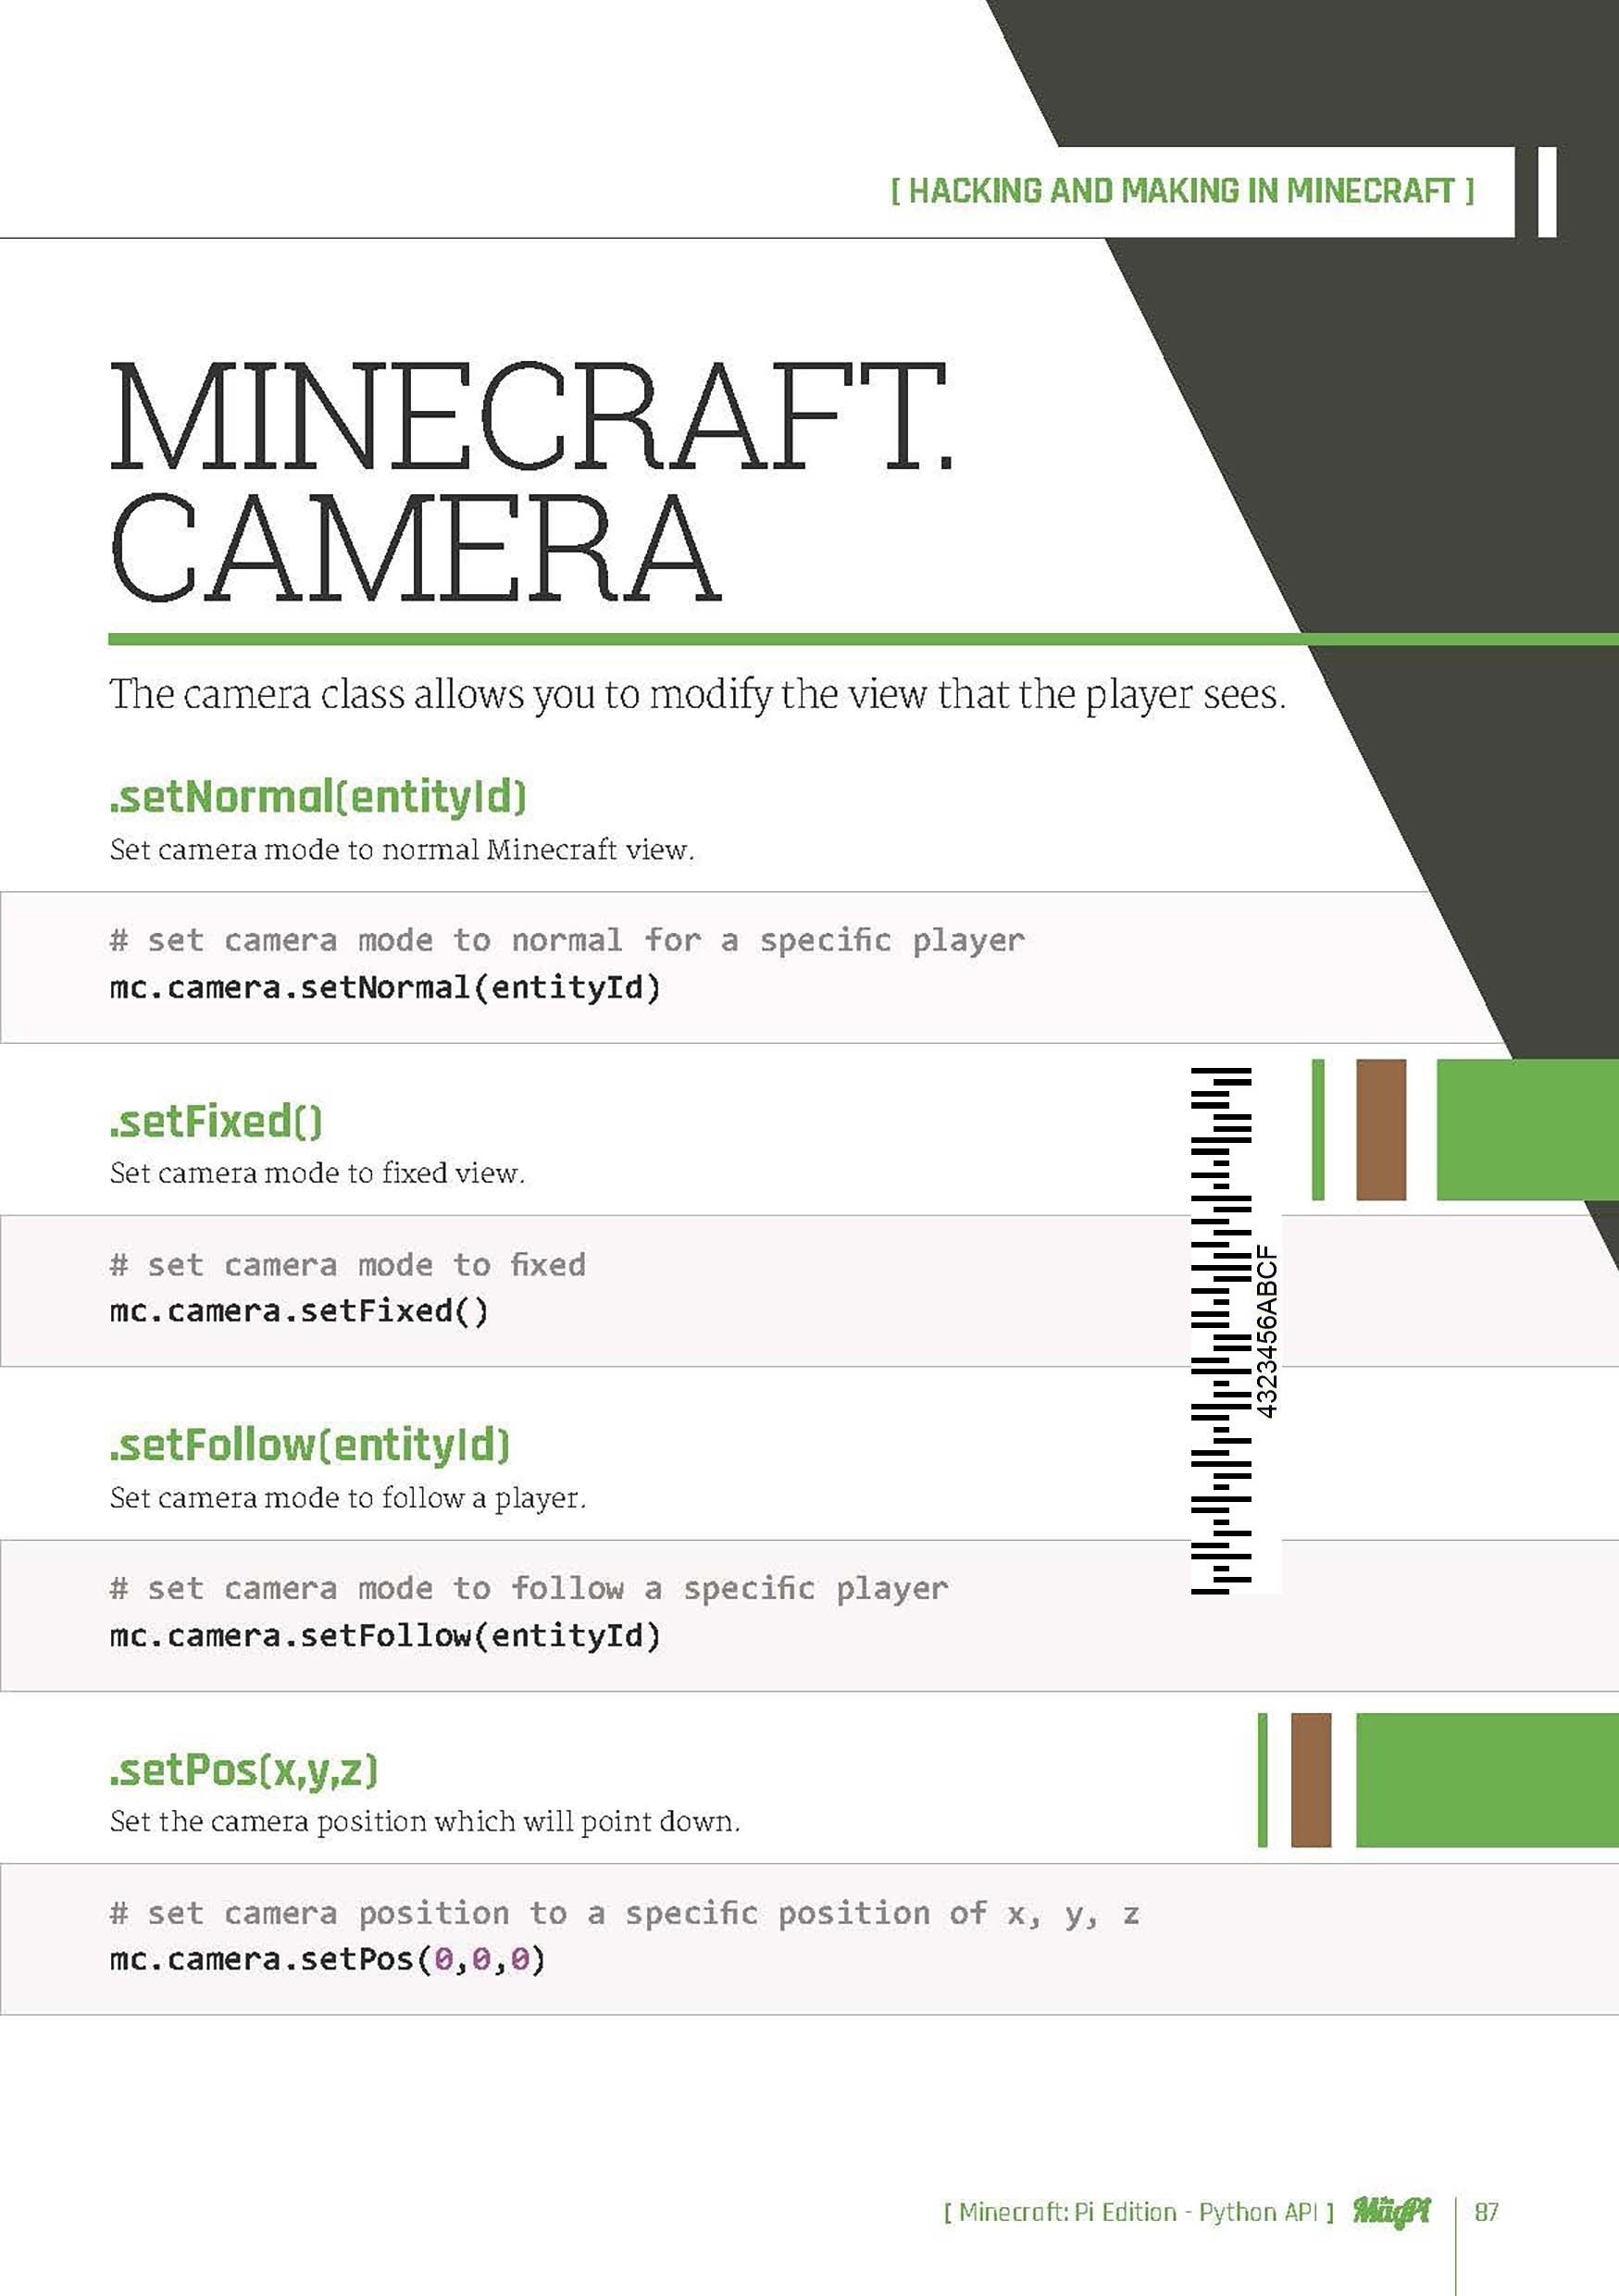 [ HACKING AND MAKING IN MINECRAFT ]
MINECRAFT.
CAMERA
The camera class allows you to modify the view that the player sees.
.setNormal(entityId)
Set camera mode to normal Minecraft view.
# set camera mode to normal for a specific player
mc.camera.setNormal(entityId)
.setFixed()
Set camera mode to fixed view.
# set camera mode to fixed
mc.camera.setFixed()
4323456ABCF
.setFollow(entityId)
Set camera mode to follow a player.
# set camera mode to follow a specific player
mc.camera.setFollow(entityId)
.setPos(x,y,z)
Set the camera position which will point down.
# set camera position to a specific position of x, y, z
mc.camera.setPos(0,0,0)
[ Minecraft: Pi Edition - Python API ] The MagPi 87